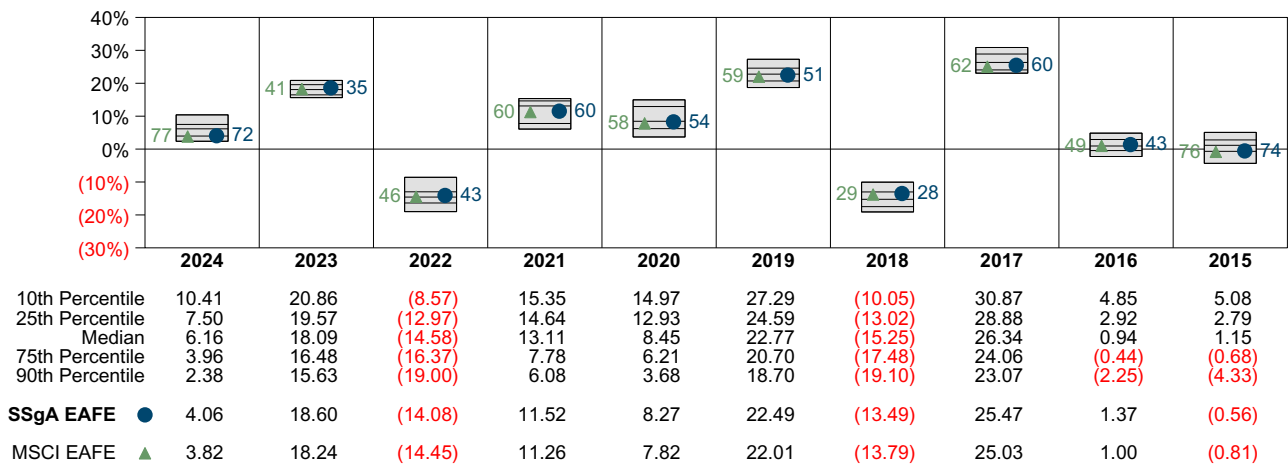 40%
30%
20%
10%
0%
(10%)
(20%)
(30%)
77 72
41 35
46 43
60 60
58 54
59 51
29 28
62 60
49 43
76 74
2024 2023 2022 2021 2020 2019 2018 2017 2016 2015
10th Percentile 10.41 20.86 (8.57) 15.35 14.97 27.29 (10.05) 30.87 4.85 5.08
25th Percentile 7.50 19.57 (12.97) 14.64 12.93 24.59 (13.02) 28.88 2.92 2.79
Median 6.16 18.09 (14.58) 13.11 8.45 22.77 (15.25) 26.34 0.94 1.15
75th Percentile 3.96 16.48 (16.37) 7.78 6.21 20.70 (17.48) 24.06 (0.44) (0.68)
90th Percentile 2.38 15.63 (19.00) 6.08 3.68 18.70 (19.10) 23.07 (2.25) (4.33)
SSgA EAFE 4.06 18.60 (14.08) 11.52 8.27 22.49 (13.49) 25.47 1.37 (0.56)
MSCI EAFE 3.82 18.24 (14.45) 11.26 7.82 22.01 (13.79) 25.03 1.00 (0.81)